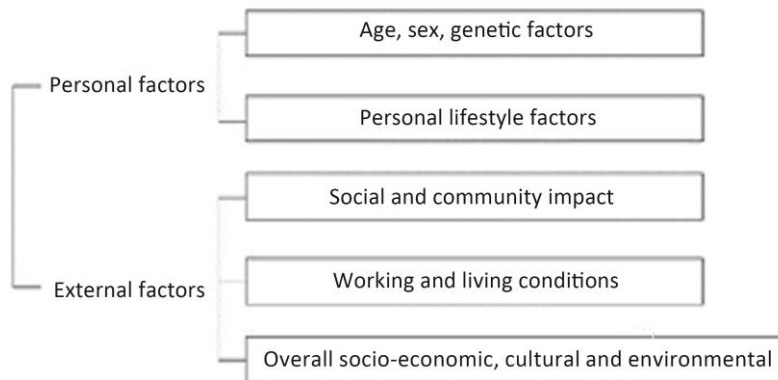 Age, sex, genetic factors
Personal factors
Personal lifestyle factors
Social and community impact
Working and living conditions
External factors
Overall socio-economic, cultural and environmental